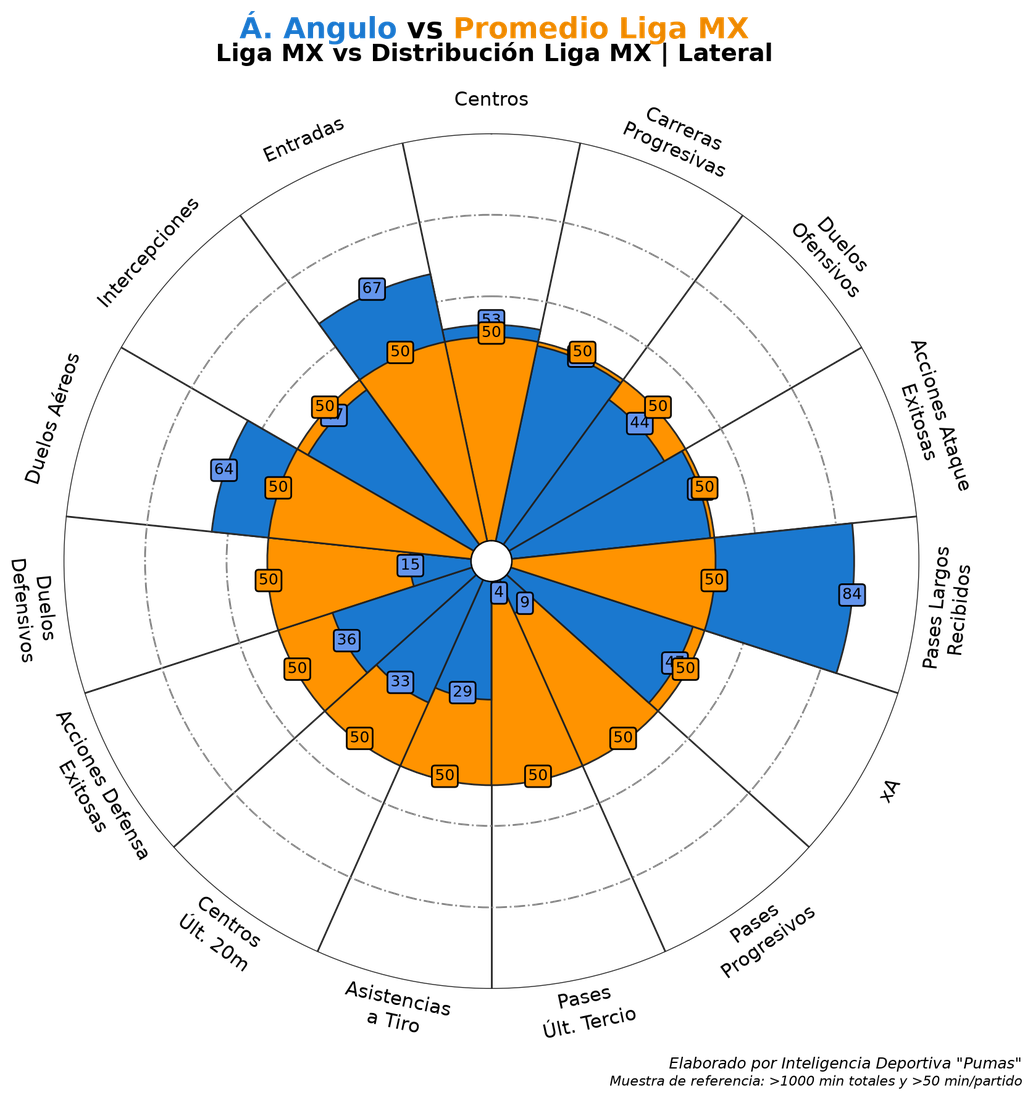 Á. Angulo vs Promedio Liga MX
Liga MX vs Distribución Liga MX | Lateral
Centros
Carreras
Progresivas
Duelos
Ofensivos
Acciones Ataque
Exitosas
Pases Largos
Recibidos
xA
Pases
Progresivos
Pases
Últ. Tercio
Asistencias
a Tiro
Centros
Últ. 20m
Acciones Defensa
Exitosas
Duelos
Defensivos
Duelos Aéreos
Intercepciones
Entradas
53
50
50
44
50
50
84
50
50
9
50
4
50
29
50
33
50
36
50
15
50
64
50
50
67
50
Elaborado por Inteligencia Deportiva "Pumas"
Muestra de referencia: >1000 min totales y >50 min/partido